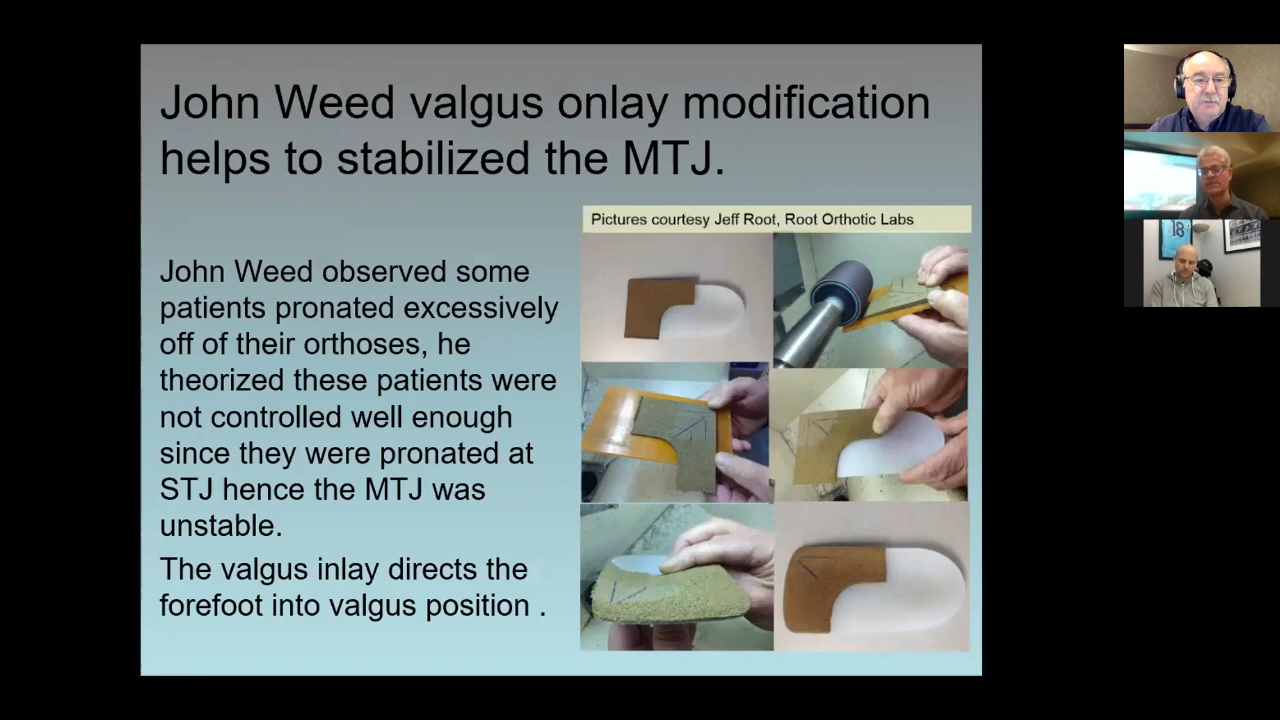 John Weed valgus onlay modification
helps to stabilized the MTJ.
Pictures courtesy Jeff Root, Root Orthotic Labs
John Weed observed some
patients pronated excessively
off of their orthoses, he
theorized these patients were
not controlled well enough
since they were pronated at
STJ hence the MTJ was
unstable.
The valgus inlay directs the
forefoot into valgus position .
18